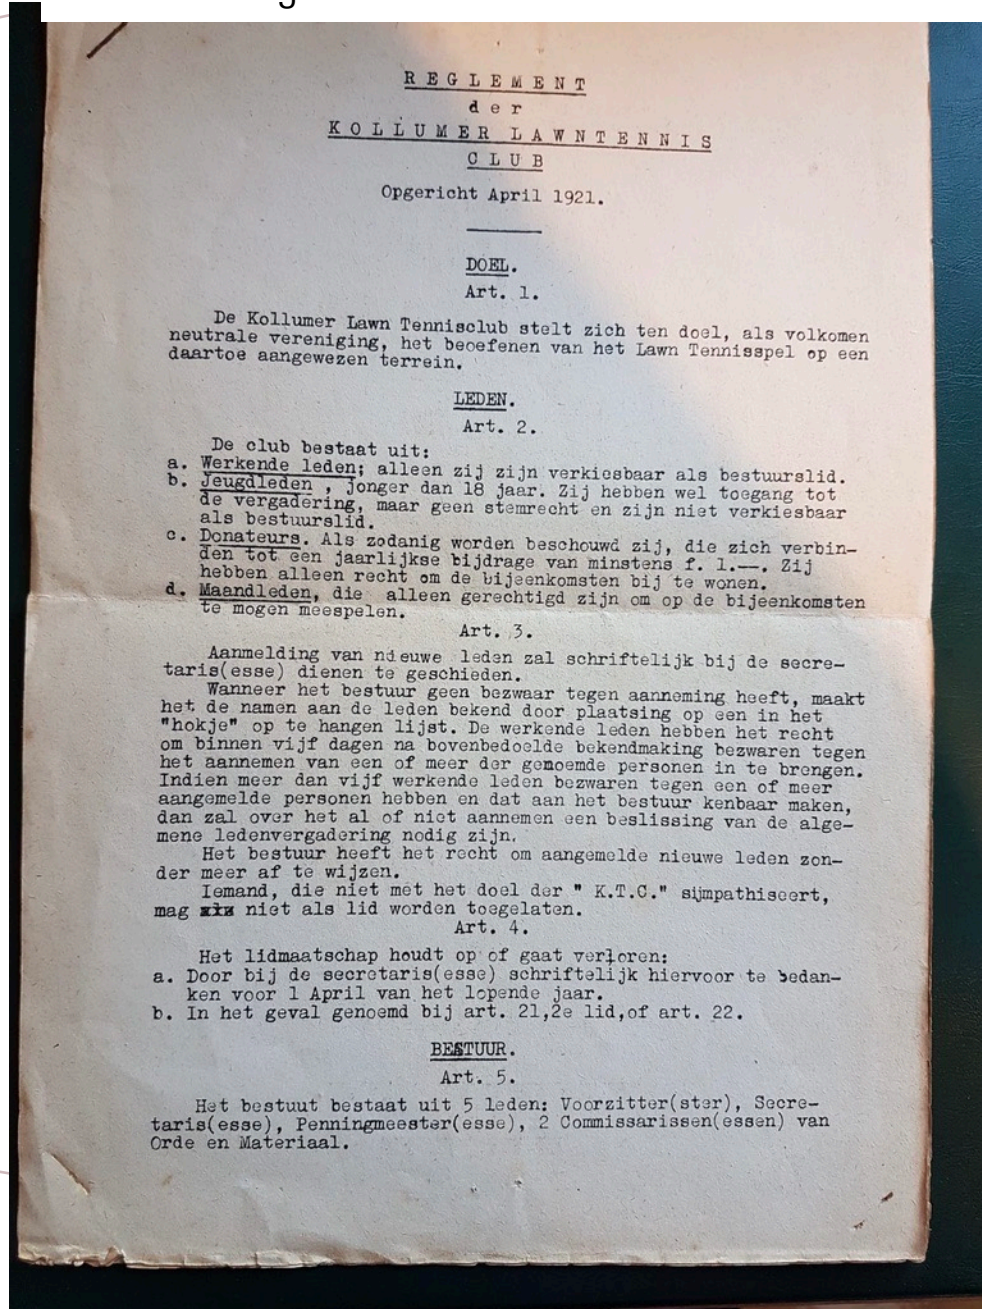 R E G L E M E N T
d e r
K O L L U M E R  L A W N T E N N I S
C L U B
Opgericht April 1921.
DOEL.
Art. 1.
De Kollumer Lawn Tennisclub stelt zich ten doel, als volkomen
neutrale vereniging, het beoefenen van het Lawn Tennisspel op een
daartoe aangewezen terrein.
LEDEN.
Art. 2.
De club bestaat uit:
a. Werkende leden; alleen zij zijn verkiesbaar als bestuurslid.
b. Jeugdleden , jonger dan 18 jaar. Zij hebben wel toegang tot
de vergadering, maar geen stemrecht en zijn niet verkiesbaar
als bestuurslid.
c. Donateurs. Als zodanig worden beschouwd zij, die zich verbin-
den tot een jaarlijkse bijdrage van minstens f. 1.—. Zij
hebben alleen recht om de bijeenkomsten bij te wonen.
d. Maandleden, die alleen gerechtigd zijn om op de bijeenkomsten
te mogen meespelen.
Art. 3.
Aanmelding van nieuwe leden zal schriftelijk bij de secre-
taris(esse) dienen te geschieden.
Wanneer het bestuur geen bezwaar tegen aanneming heeft, maakt
het de namen aan de leden bekend door plaatsing op een in het
"hokje" op te hangen lijst. De werkende leden hebben het recht
om binnen vijf dagen na bovenbedoelde bekendmaking bezwaren tegen
het aannemen van een of meer der genoemde personen in te brengen.
Indien meer dan vijf werkende leden bezwaren tegen een of meer
aangemelde personen hebben en dat aan het bestuur kenbaar maken,
dan zal over het al of niet aannemen een beslissing van de alge-
mene ledenvergadering nodig zijn.
Het bestuur heeft het recht om aangemelde nieuwe leden zon-
der meer af te wijzen.
Iemand, die niet met het doel der " K.T.C." sijmpathiseert,
mag niet als lid worden toegelaten.
Art. 4.
Het lidmaatschap houdt op of gaat verloren:
a. Door bij de secretaris(esse) schriftelijk hiervoor te bedan-
ken voor 1 April van het lopende jaar.
b. In het geval genoemd bij art. 21,2e lid,of art. 22.
BESTUUR.
Art. 5.
Het bestuut bestaat uit 5 leden: Voorzitter(ster), Secre-
taris(esse), Penningmeester(esse), 2 Commissarissen(essen) van
Orde en Materiaal.